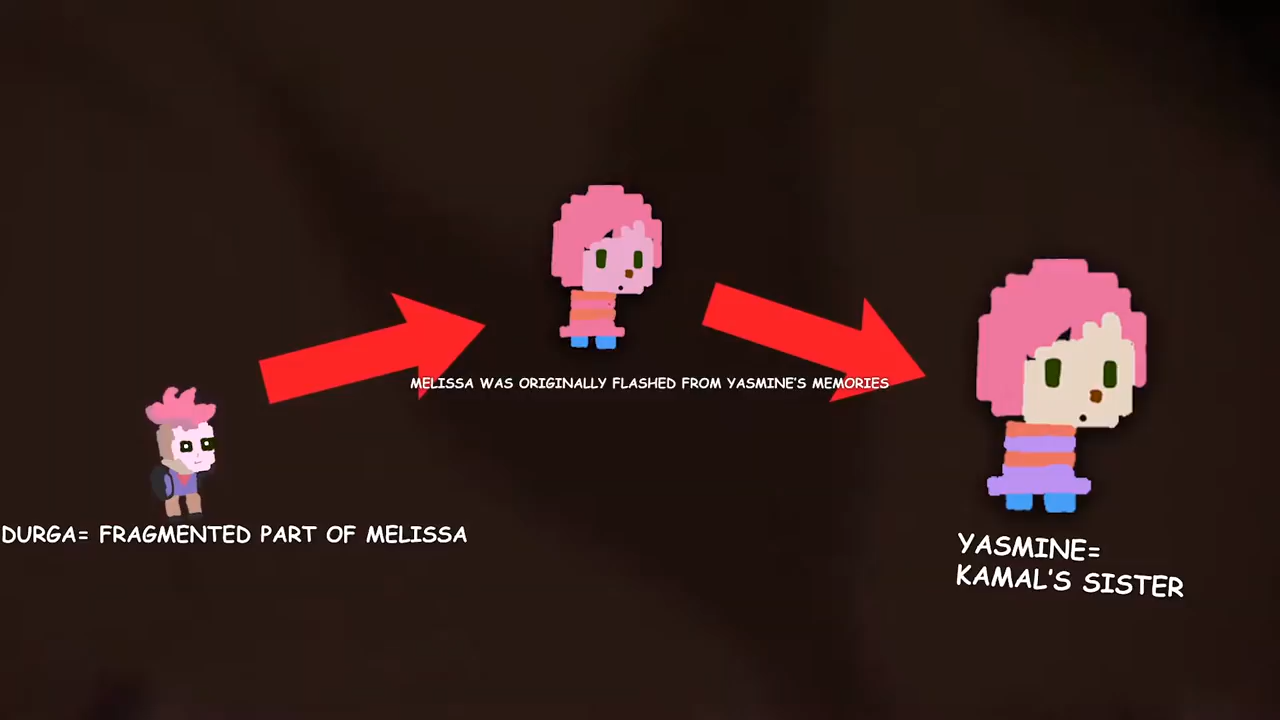 MELISSA WAS ORIGINALLY FLASHED FROM YASMINE'S MEMORIES
DURGA= FRAGMENTED PART OF MELISSA
YASMINE=
KAMAL'S SISTER